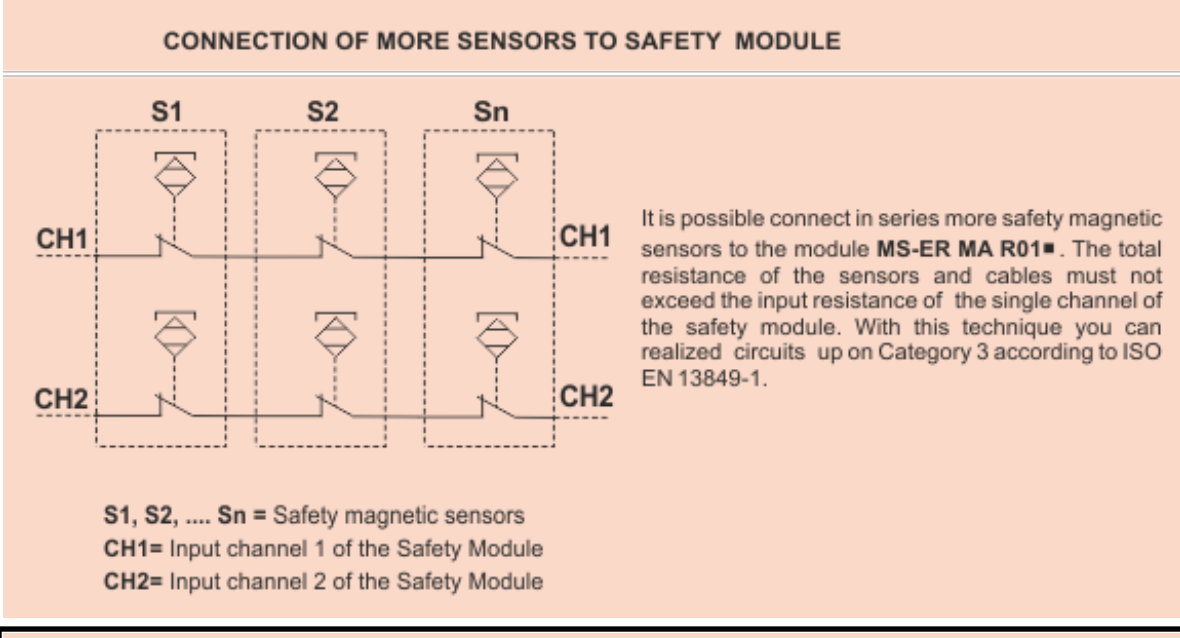 CONNECTION OF MORE SENSORS TO SAFETY MODULE
S1 S2 Sn
CH1 CH1
CH2 CH2
It is possible connect in series more safety magnetic
sensors to the module MS-ER MA R01■ . The total
resistance of the sensors and cables must not
exceed the input resistance of the single channel of
the safety module. With this technique you can
realized circuits up on Category 3 according to ISO
EN 13849-1.
S1, S2, .... Sn = Safety magnetic sensors
CH1= Input channel 1 of the Safety Module
CH2= Input channel 2 of the Safety Module